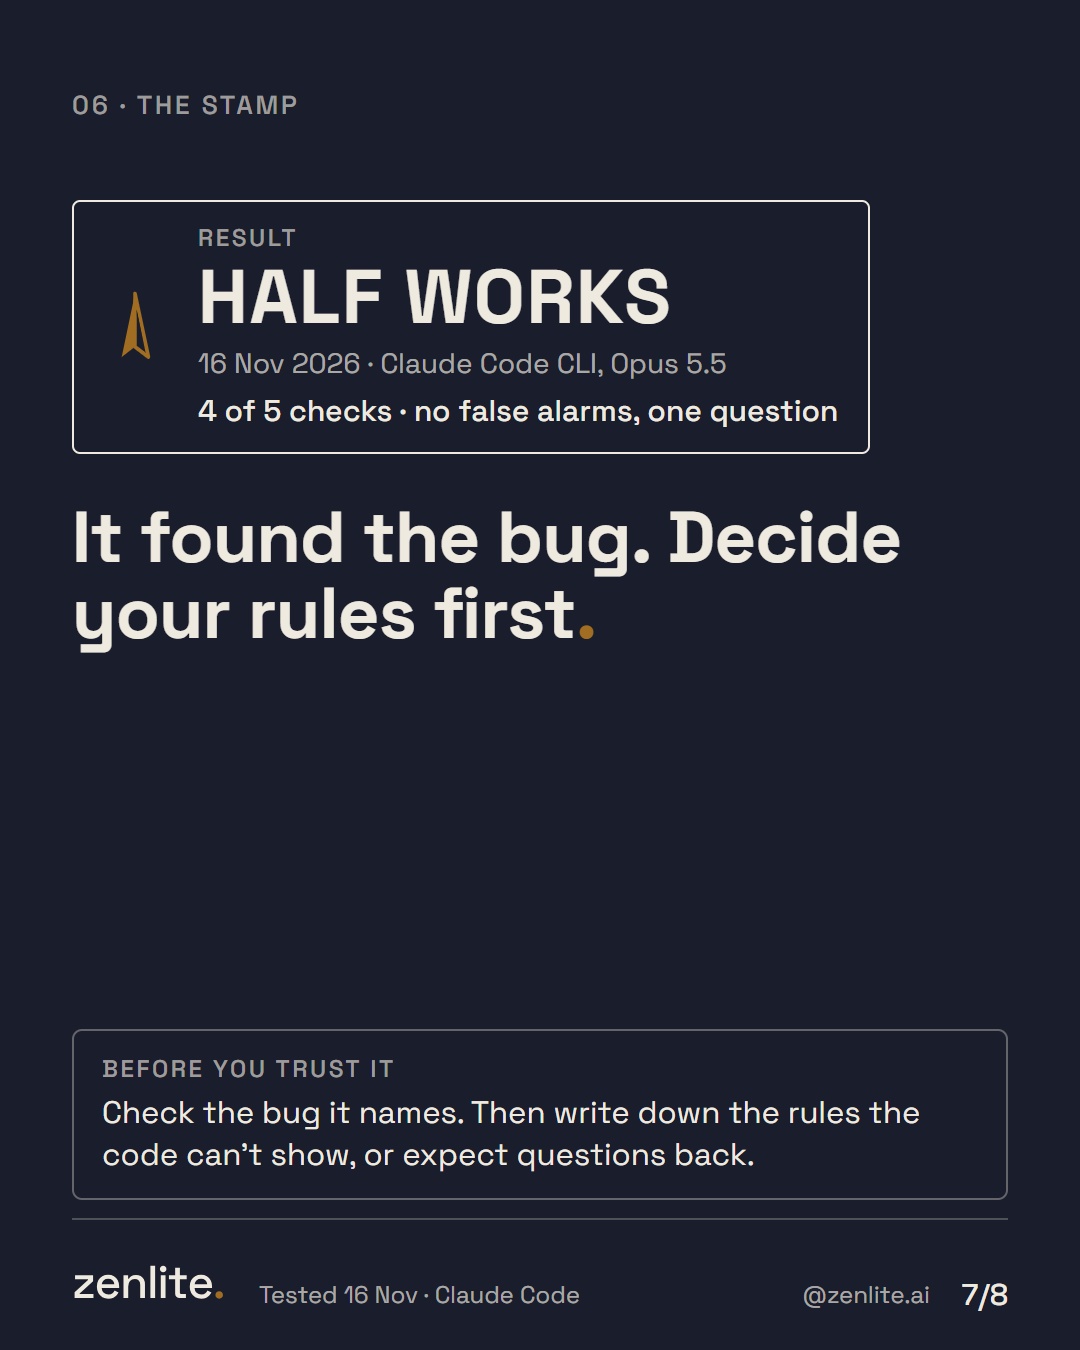 06 · THE STAMP
RESULT
HALF WORKS
16 Nov 2026 · Claude Code CLI, Opus 5.5
4 of 5 checks · no false alarms, one question
It found the bug. Decide
your rules first.
BEFORE YOU TRUST IT
Check the bug it names. Then write down the rules the
code can’t show, or expect questions back.
zenlite. Tested 16 Nov · Claude Code @zenlite.ai 7/8